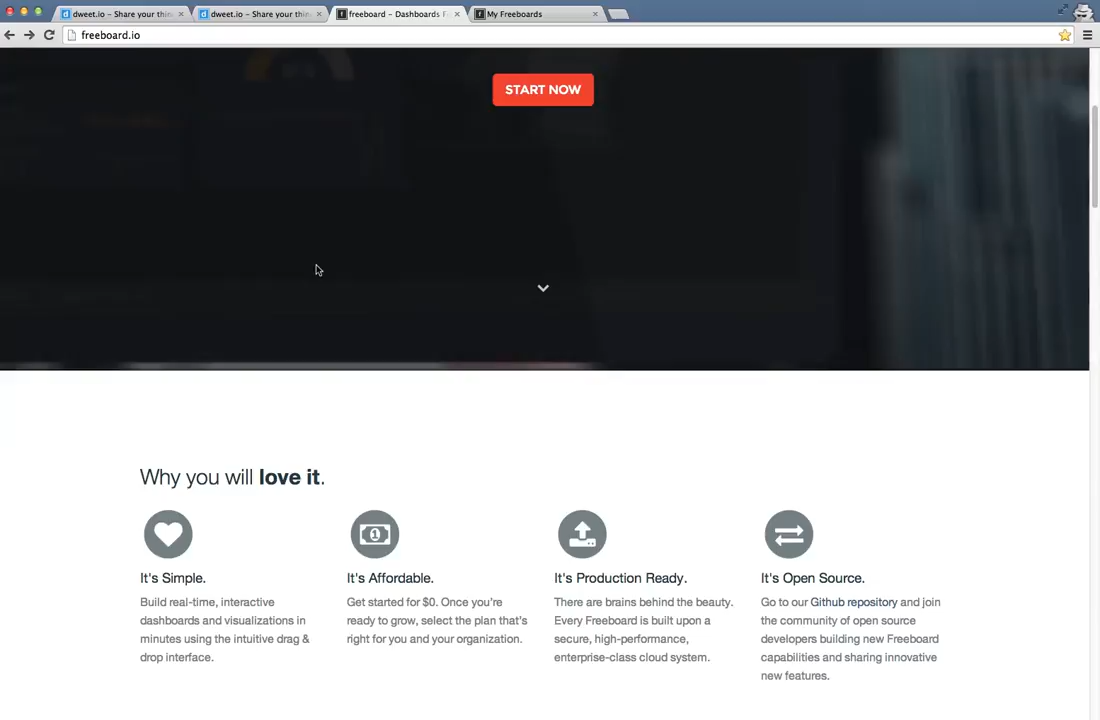 dweet.io - Share your thin
dweet.io - Share your thin
freeboard - Dashboards F
My Freeboards
freeboard.io
START NOW
Why you will love it.
It's Simple.
Build real-time, interactive
dashboards and visualizations in
minutes using the intuitive drag &
drop interface.
It's Affordable.
Get started for $0. Once you're
ready to grow, select the plan that's
right for you and your organization.
It's Production Ready.
There are brains behind the beauty.
Every Freeboard is built upon a
secure, high-performance,
enterprise-class cloud system.
It's Open Source.
Go to our Github repository and join
the community of open source
developers building new Freeboard
capabilities and sharing innovative
new features.